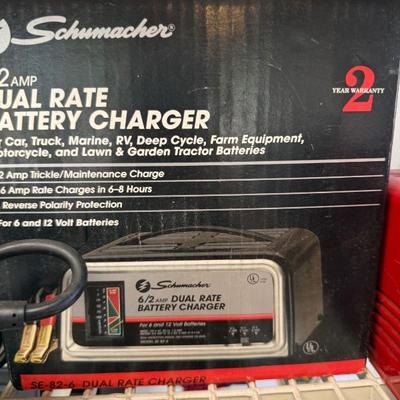 Schumacher®
/2 AMP
UAL RATE
ATTERY CHARGER
r Car, Truck, Marine, RV, Deep Cycle, Farm Equipment,
otorcycle, and Lawn & Garden Tractor Batteries
2 YEAR WARRANTY
2 Amp Trickle/Maintenance Charge
6 Amp Rate Charges in 6-8 Hours
Reverse Polarity Protection
For 6 and 12 Volt Batteries
Schumacher
6/2 AMP DUAL RATE
BATTERY CHARGER
For 6 and 12 Volt Batteries
SE-82-6 DUAL RATE CHARGER